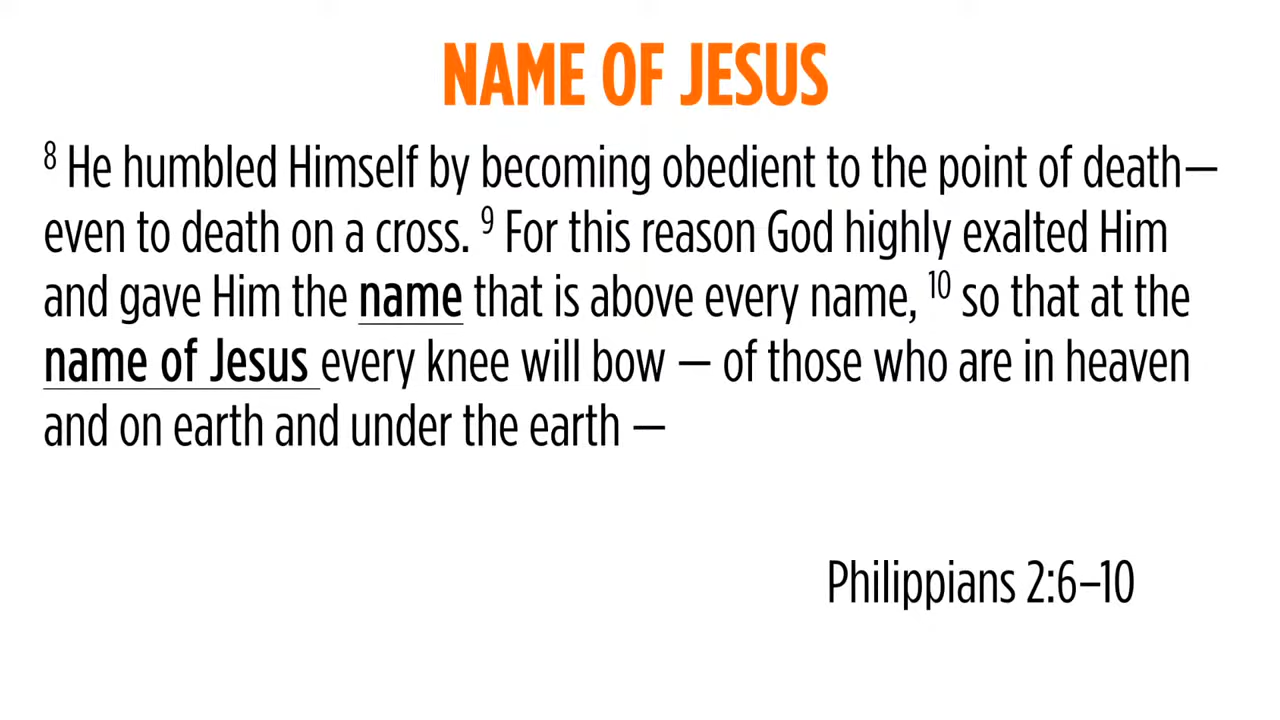 NAME OF JESUS
8 He humbled Himself by becoming obedient to the point of death—
even to death on a cross. 9 For this reason God highly exalted Him
and gave Him the name that is above every name, 10 so that at the
name of Jesus every knee will bow — of those who are in heaven
and on earth and under the earth —
Philippians 2:6–10